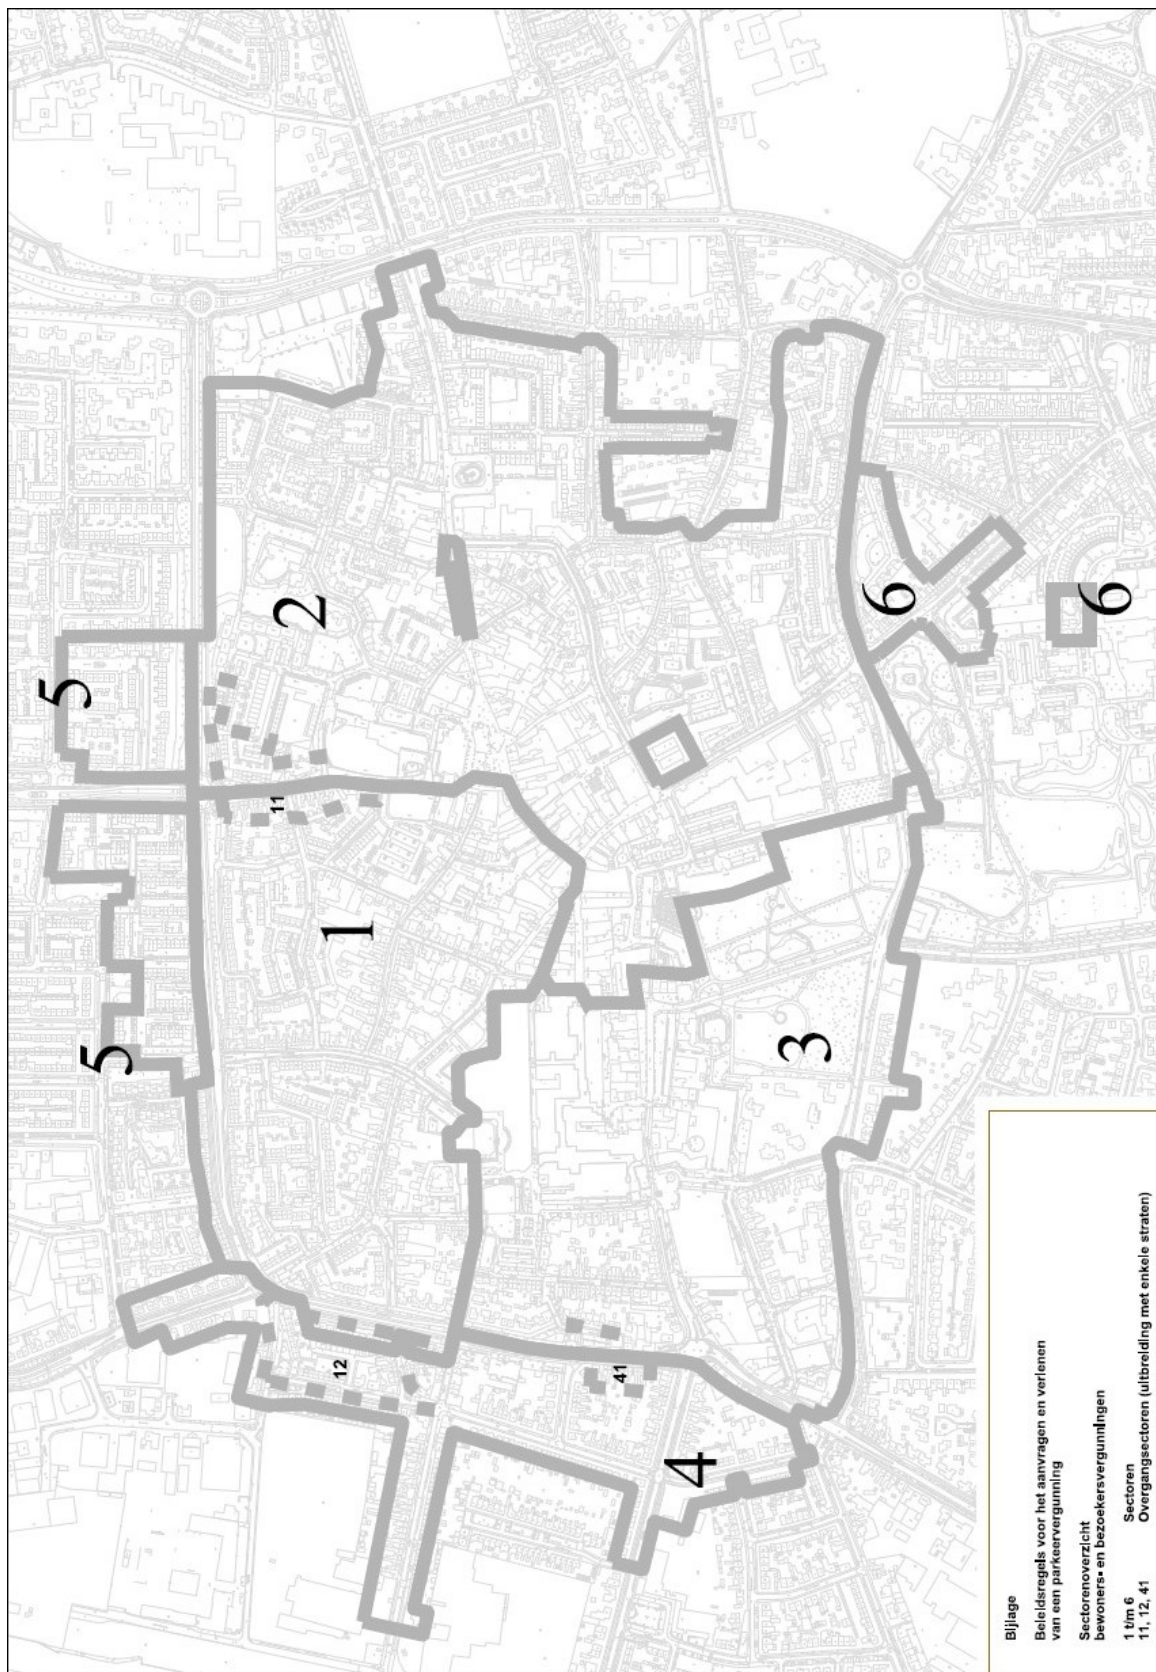 5
2
5
11
1
6
6
3
12
41
4
Bijlage
Beleidsregels voor het aanvragen en verlenen
van een parkeervergunning
Sectorenoverzicht
bewoners- en bezoekersvergunningen
1 t/m 6 Sectoren
11, 12, 41 Overgangsectoren (uitbreiding met enkele straten)